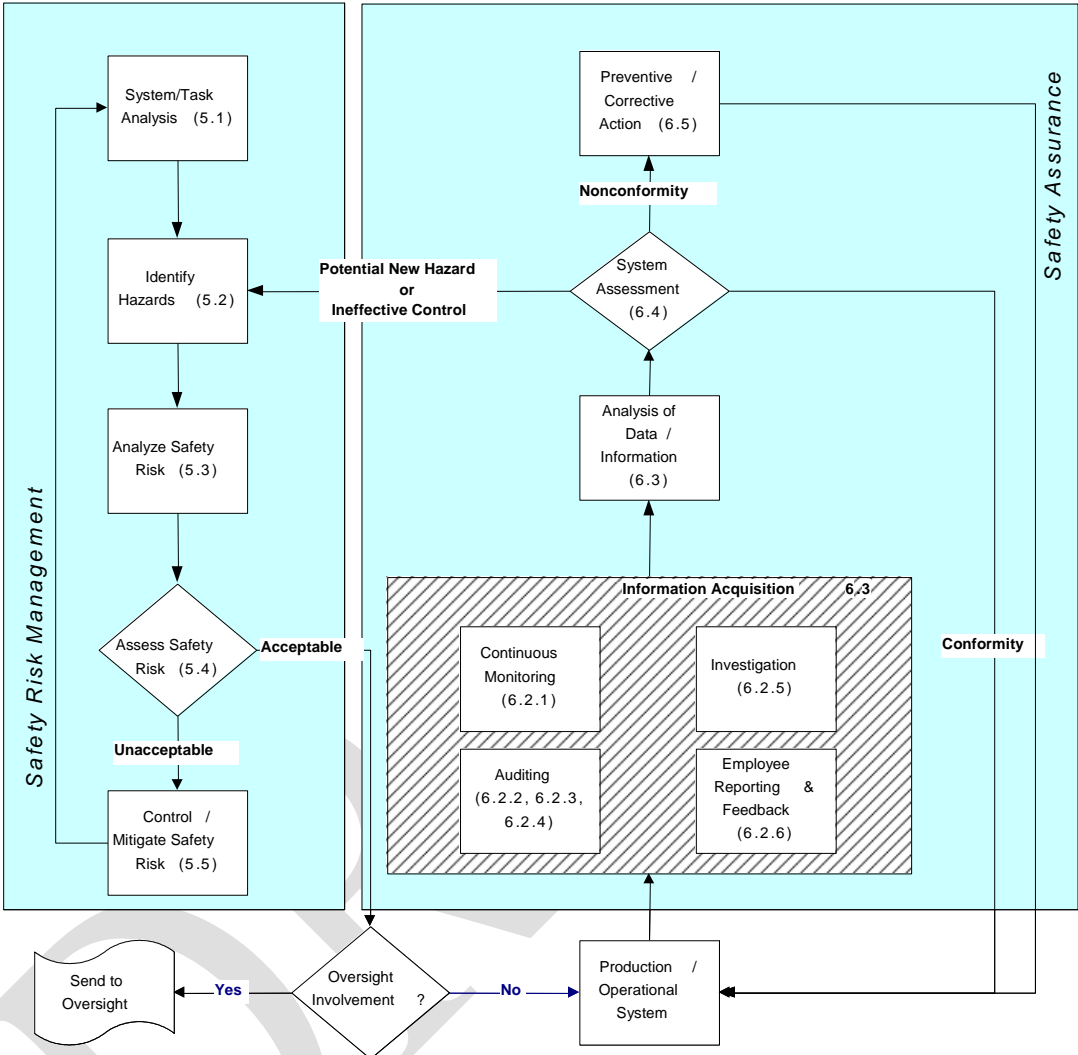 System/Task
Analysis (5.1)
Identify
Hazards (5.2)
Analyze Safety
Risk (5.3)
Assess Safety
Risk (5.4)
Acceptable
Unacceptable
Control /
Mitigate Safety
Risk (5.5)
Safety Risk Management
Potential New Hazard
or
Ineffective Control
Preventive /
Corrective
Action (6.5)
Nonconformity
System
Assessment
(6.4)
Analysis of
Data /
Information
(6.3)
Information Acquisition 6.3
Continuous
Monitoring
(6.2.1)
Investigation
(6.2.5)
Auditing
(6.2.2, 6.2.3,
6.2.4)
Employee
Reporting &
Feedback
(6.2.6)
Conformity
Safety Assurance
Send to
Oversight
Yes
Oversight
Involvement ?
No
Production /
Operational
System